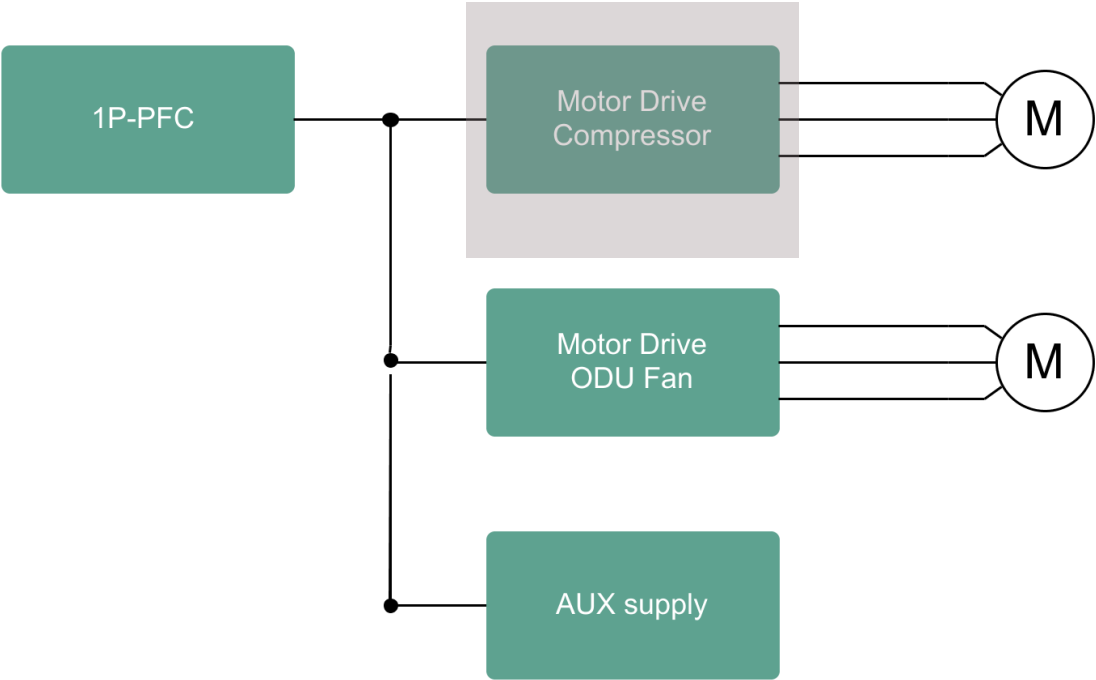 1P-PFC
Motor Drive
Compressor
M
Motor Drive
ODU Fan
M
AUX supply